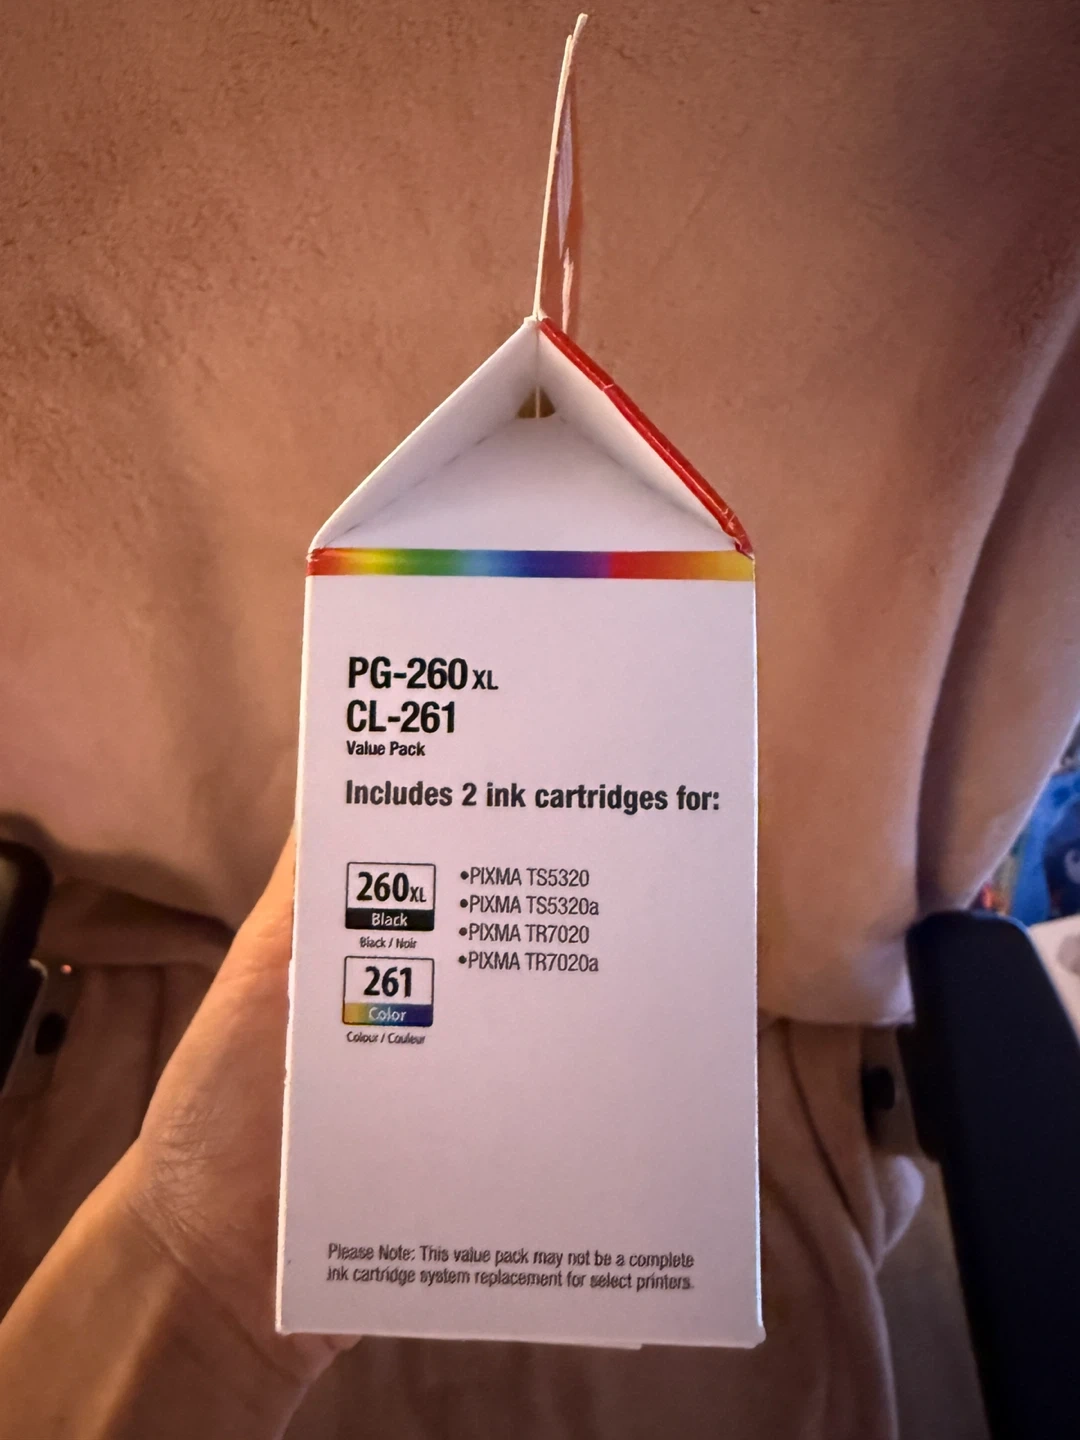 PG-260 XL
CL-261
Value Pack
Includes 2 ink cartridges for:
260XL
Black
Black / Noir
261
Color
Colour / Couleur
•PIXMA TS5320
•PIXMA TS5320a
•PIXMA TR7020
•PIXMA TR7020a
Please Note: This value pack may not be a complete
ink cartridge system replacement for select printers.